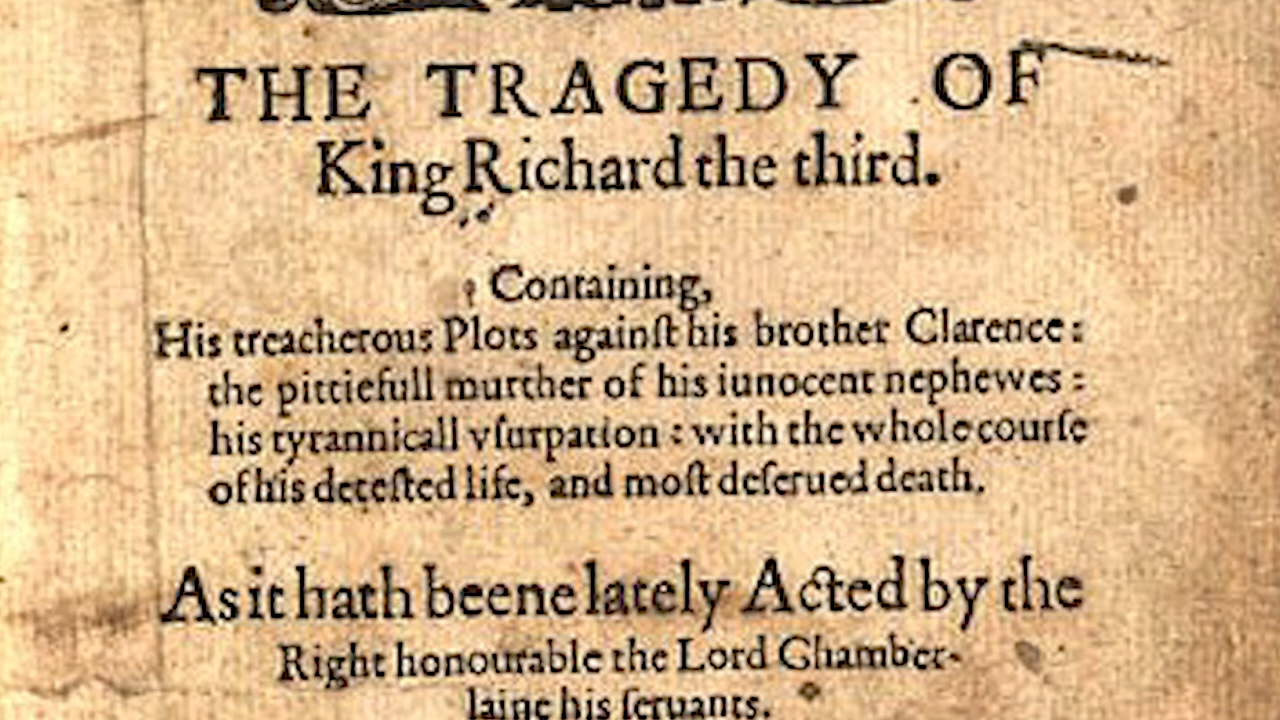 THE TRAGEDY OF
King Richard the third.
Containing,
His treacherous Plots againſt his brother Clarence:
the pittiefull murther of his iunocent nephewes:
his tyrannicall vſurpation: with the whole courſe
of his deteſted life, and moſt deſerued death.
As it hath beene lately Acted by the
Right honourable the Lord Chamber-
laine his ſeruants.